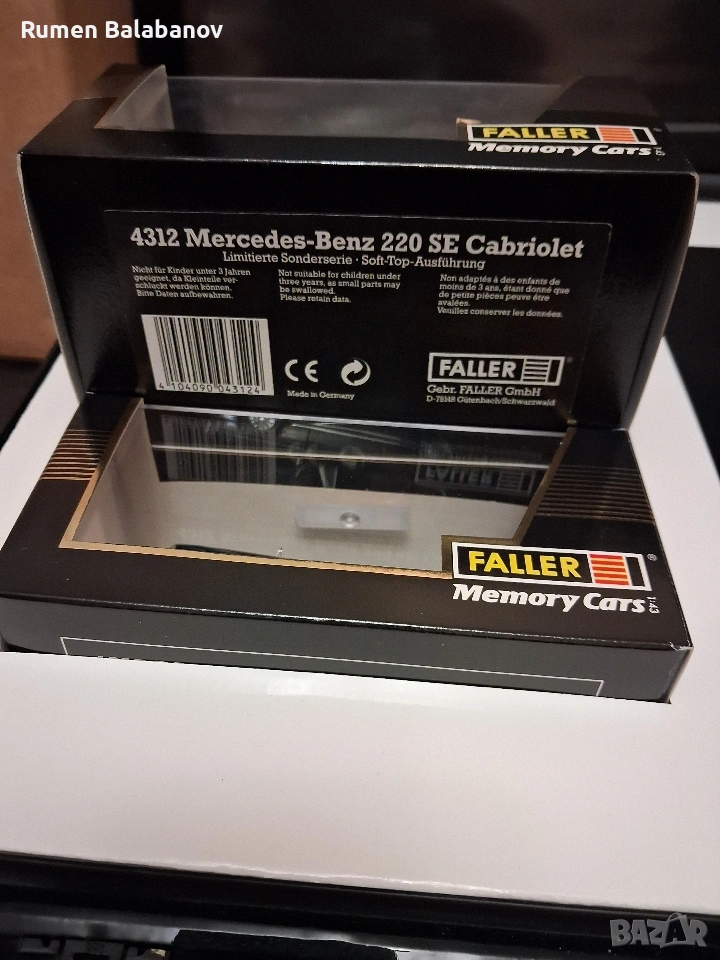 Rumen Balabanov
FALLER
Memory Cars
4312 Mercedes-Benz 220 SE Cabriolet
Limitierte Sonderserie · Soft-Top-Ausführung
Nicht für Kinder unter 3 Jahren
geeignet, da Kleinteile ver-
schluckt werden können.
Bitte Daten aufbewahren.
Not suitable for children under
three years, as small parts may
be swallowed.
Please retain data.
Non adaptés à des enfants de
moins de 3 ans, étant donné que
de petite pièces peuve être
avalées.
Veuillez conserver les données.
4 104090 043124
CE
Made in Germany
FALLER
Gebr. FALLER GmbH
D-78148 Gütenbach/Schwarzwald
FALLER ®
Memory Cars 1:43
BAZAR